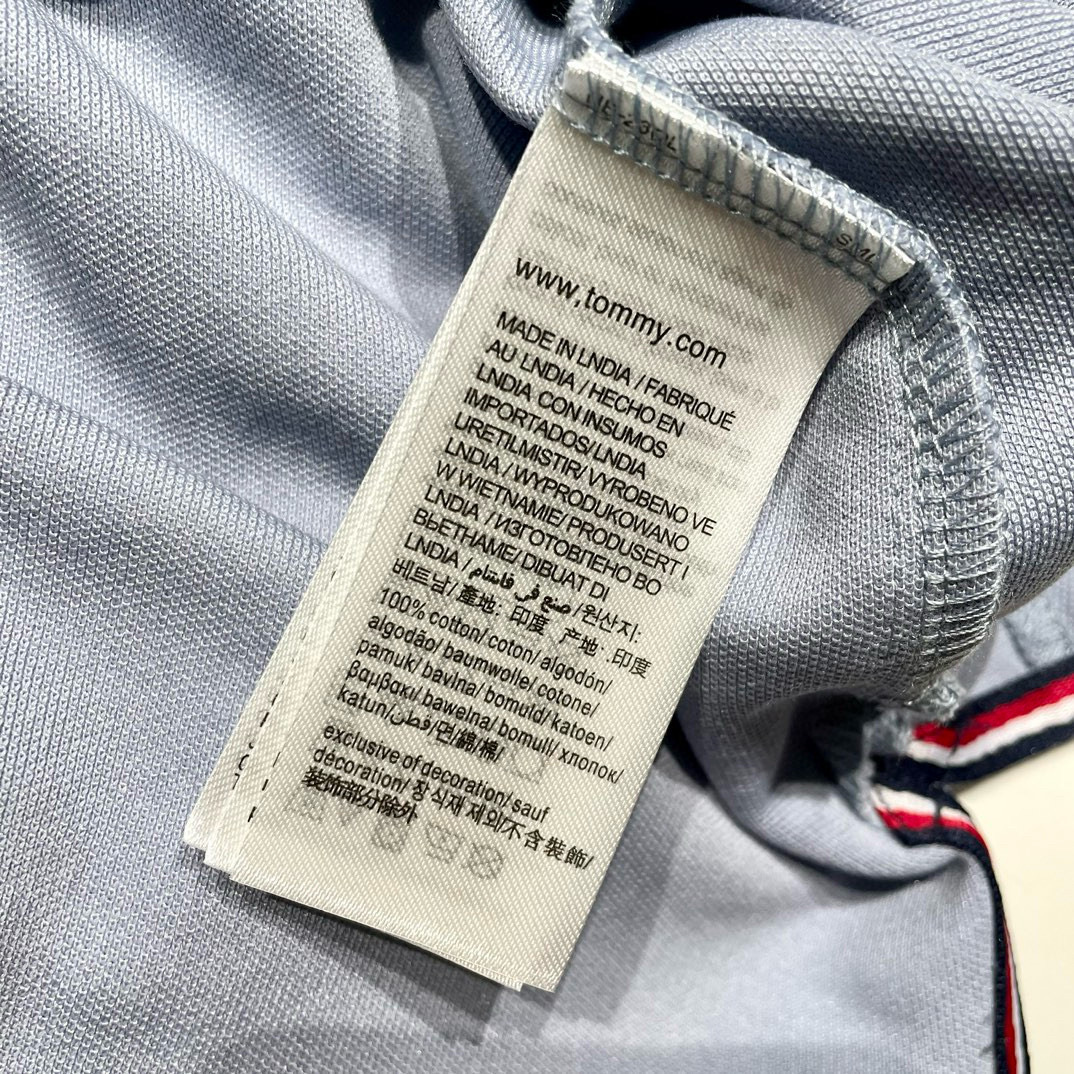 www.tommy.com
MADE IN LNDIA / FABRIQUÉ
AU LNDIA / HECHO EN
LNDIA CON INSUMOS
IMPORTADOS/ LNDIA
URETILMISTIR/ VYROBENO VE
LNDIA / WYPRODUKOWANO
W WIETNAMIE/ PRODUSERT I
LNDIA / ИЗГОТОВЛЕНО ВО
ВЬЕТНАМЕ/ DIBUAT DI
LNDIA / صنع في فيتنام /원산지:
베트남/ 產地: 印度 产地: .印度
100% cotton/ coton/ algodón/
algodão/ baumwolle/ cotone/
pamuk/ bavlna/ bomuld/ katoen/
βαμβακι/ bawełna/ bomull/ хлопок/
katun/قطن/면/綿/棉/
exclusive of decoration/ sauf
décoration/ 장식재 제외/不含裝飾/
装飾部分除外